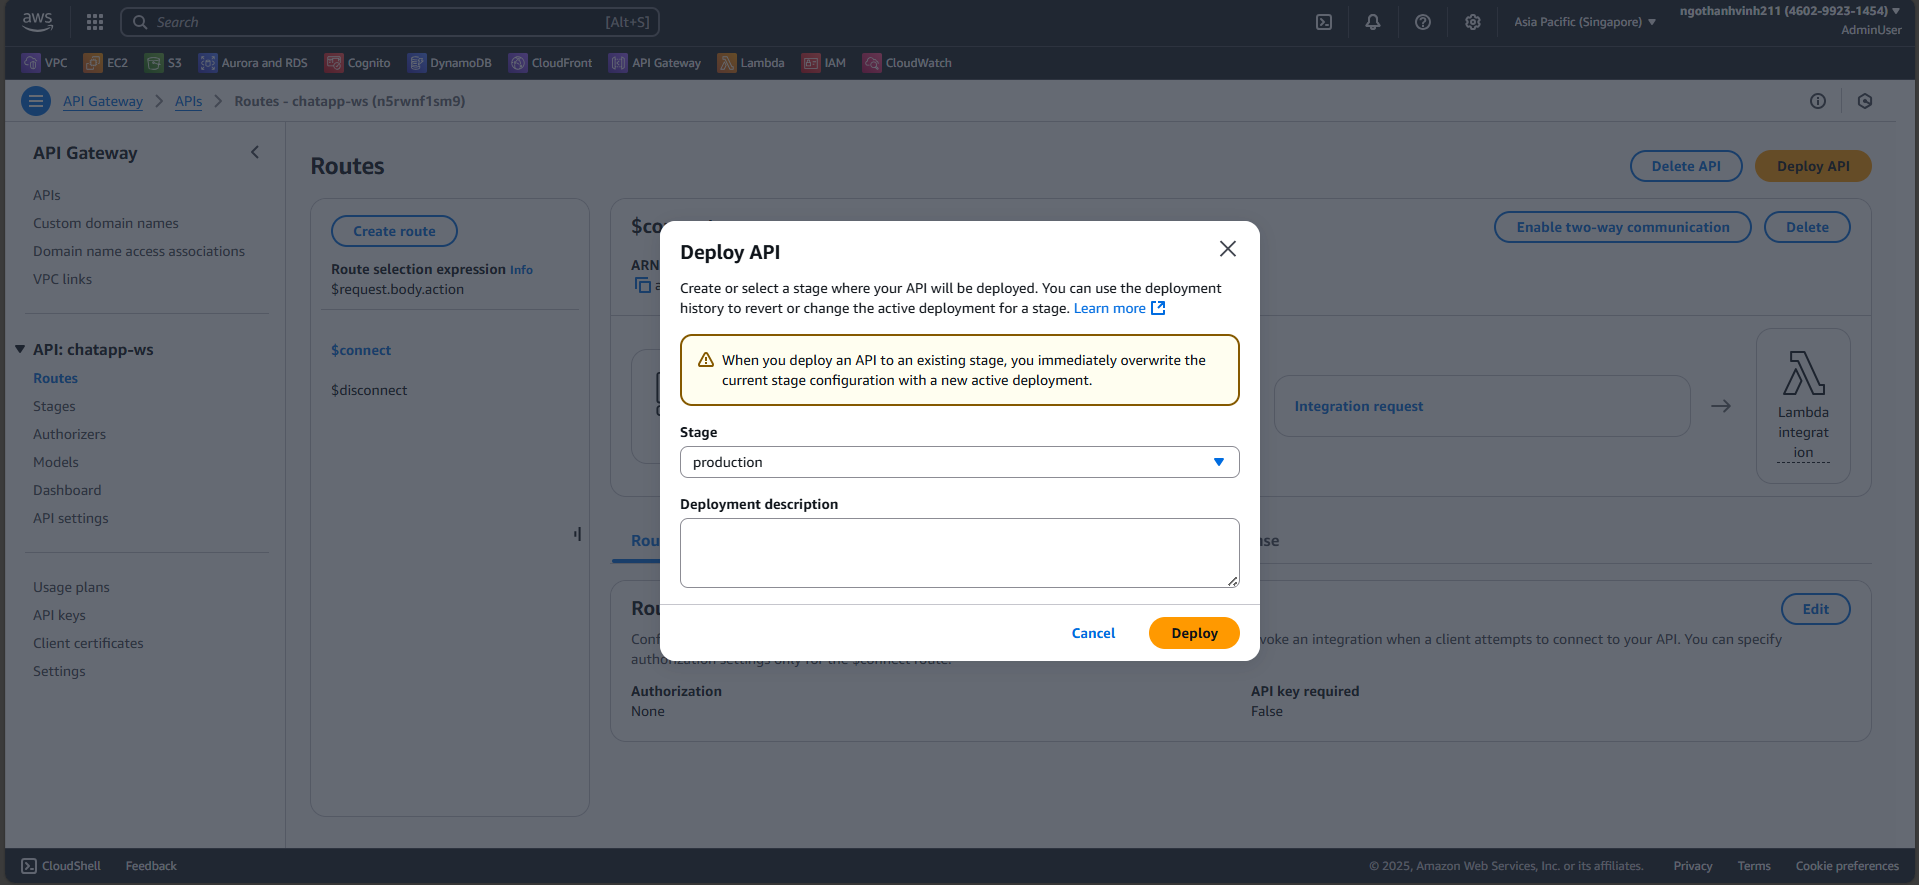 aws
Search
[Alt+S]
Asia Pacific (Singapore)
ngothanhvinh211 (4602-9923-1454)
AdminUser
VPC
EC2
S3
Aurora and RDS
Cognito
DynamoDB
CloudFront
API Gateway
Lambda
IAM
CloudWatch
API Gateway
APIs
Routes - chatapp-ws (n5rwnf1sm9)
API Gateway
APIs
Custom domain names
Domain name access associations
VPC links
API: chatapp-ws
Routes
Stages
Authorizers
Models
Dashboard
API settings
Usage plans
API keys
Client certificates
Settings
Routes
Delete API
Deploy API
Create route
Route selection expression Info
$request.body.action
$connect
$disconnect
Enable two-way communication
Delete
ARN
Integration request
Lambda
integrat
ion
Edit
voke an integration when a client attempts to connect to your API. You can specify
Authorization
None
API key required
False
Deploy API
Create or select a stage where your API will be deployed. You can use the deployment
history to revert or change the active deployment for a stage. Learn more
When you deploy an API to an existing stage, you immediately overwrite the
current stage configuration with a new active deployment.
Stage
production
Deployment description
Cancel
Deploy
CloudShell
Feedback
© 2025, Amazon Web Services, Inc. or its affiliates.
Privacy
Terms
Cookie preferences